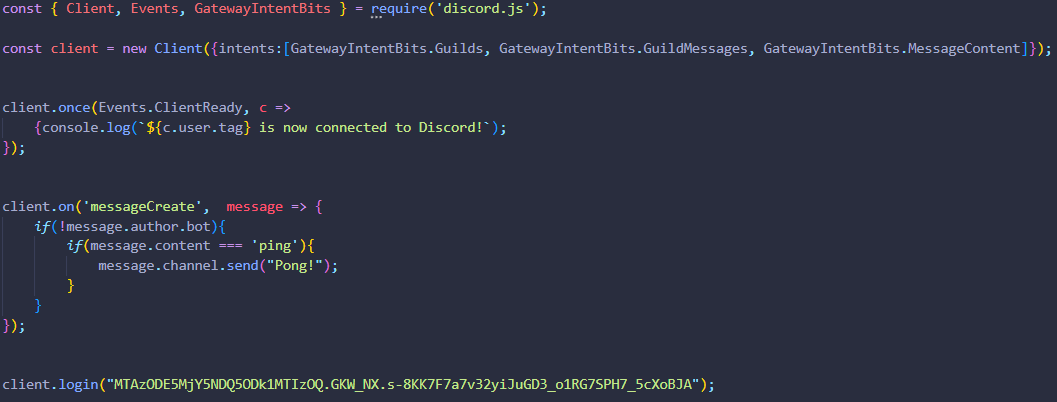 const { Client, Events, GatewayIntentBits } = require('discord.js');
const client = new Client({intents:[GatewayIntentBits.Guilds, GatewayIntentBits.GuildMessages, GatewayIntentBits.MessageContent]});
client.once(Events.ClientReady, c =>
{console.log(`${c.user.tag} is now connected to Discord!`);
});
client.on('messageCreate',  message => {
if(!message.author.bot){
if(message.content === 'ping'){
message.channel.send("Pong!");
}
}
});
client.login("MTAzODE5MjY5NDQ5ODk1MTIzOQ.GKW_NX.s-8KK7F7a7v32yiJuGD3_o1RG7SPH7_5cXoBJA");